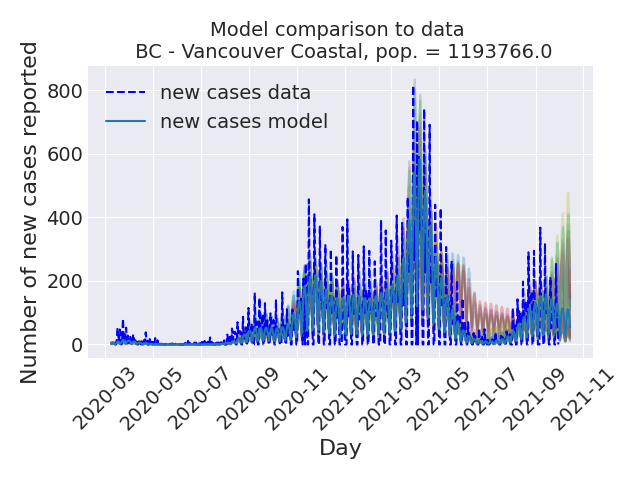 Model comparison to data
BC - Vancouver Coastal, pop. = 1193766.0
Number of new cases reported
800
600
400
200
0
new cases data
new cases model
2020-03
2020-05
2020-07
2020-09
2020-11
2021-01
2021-03
2021-05
2021-07
2021-09
2021-11
Day